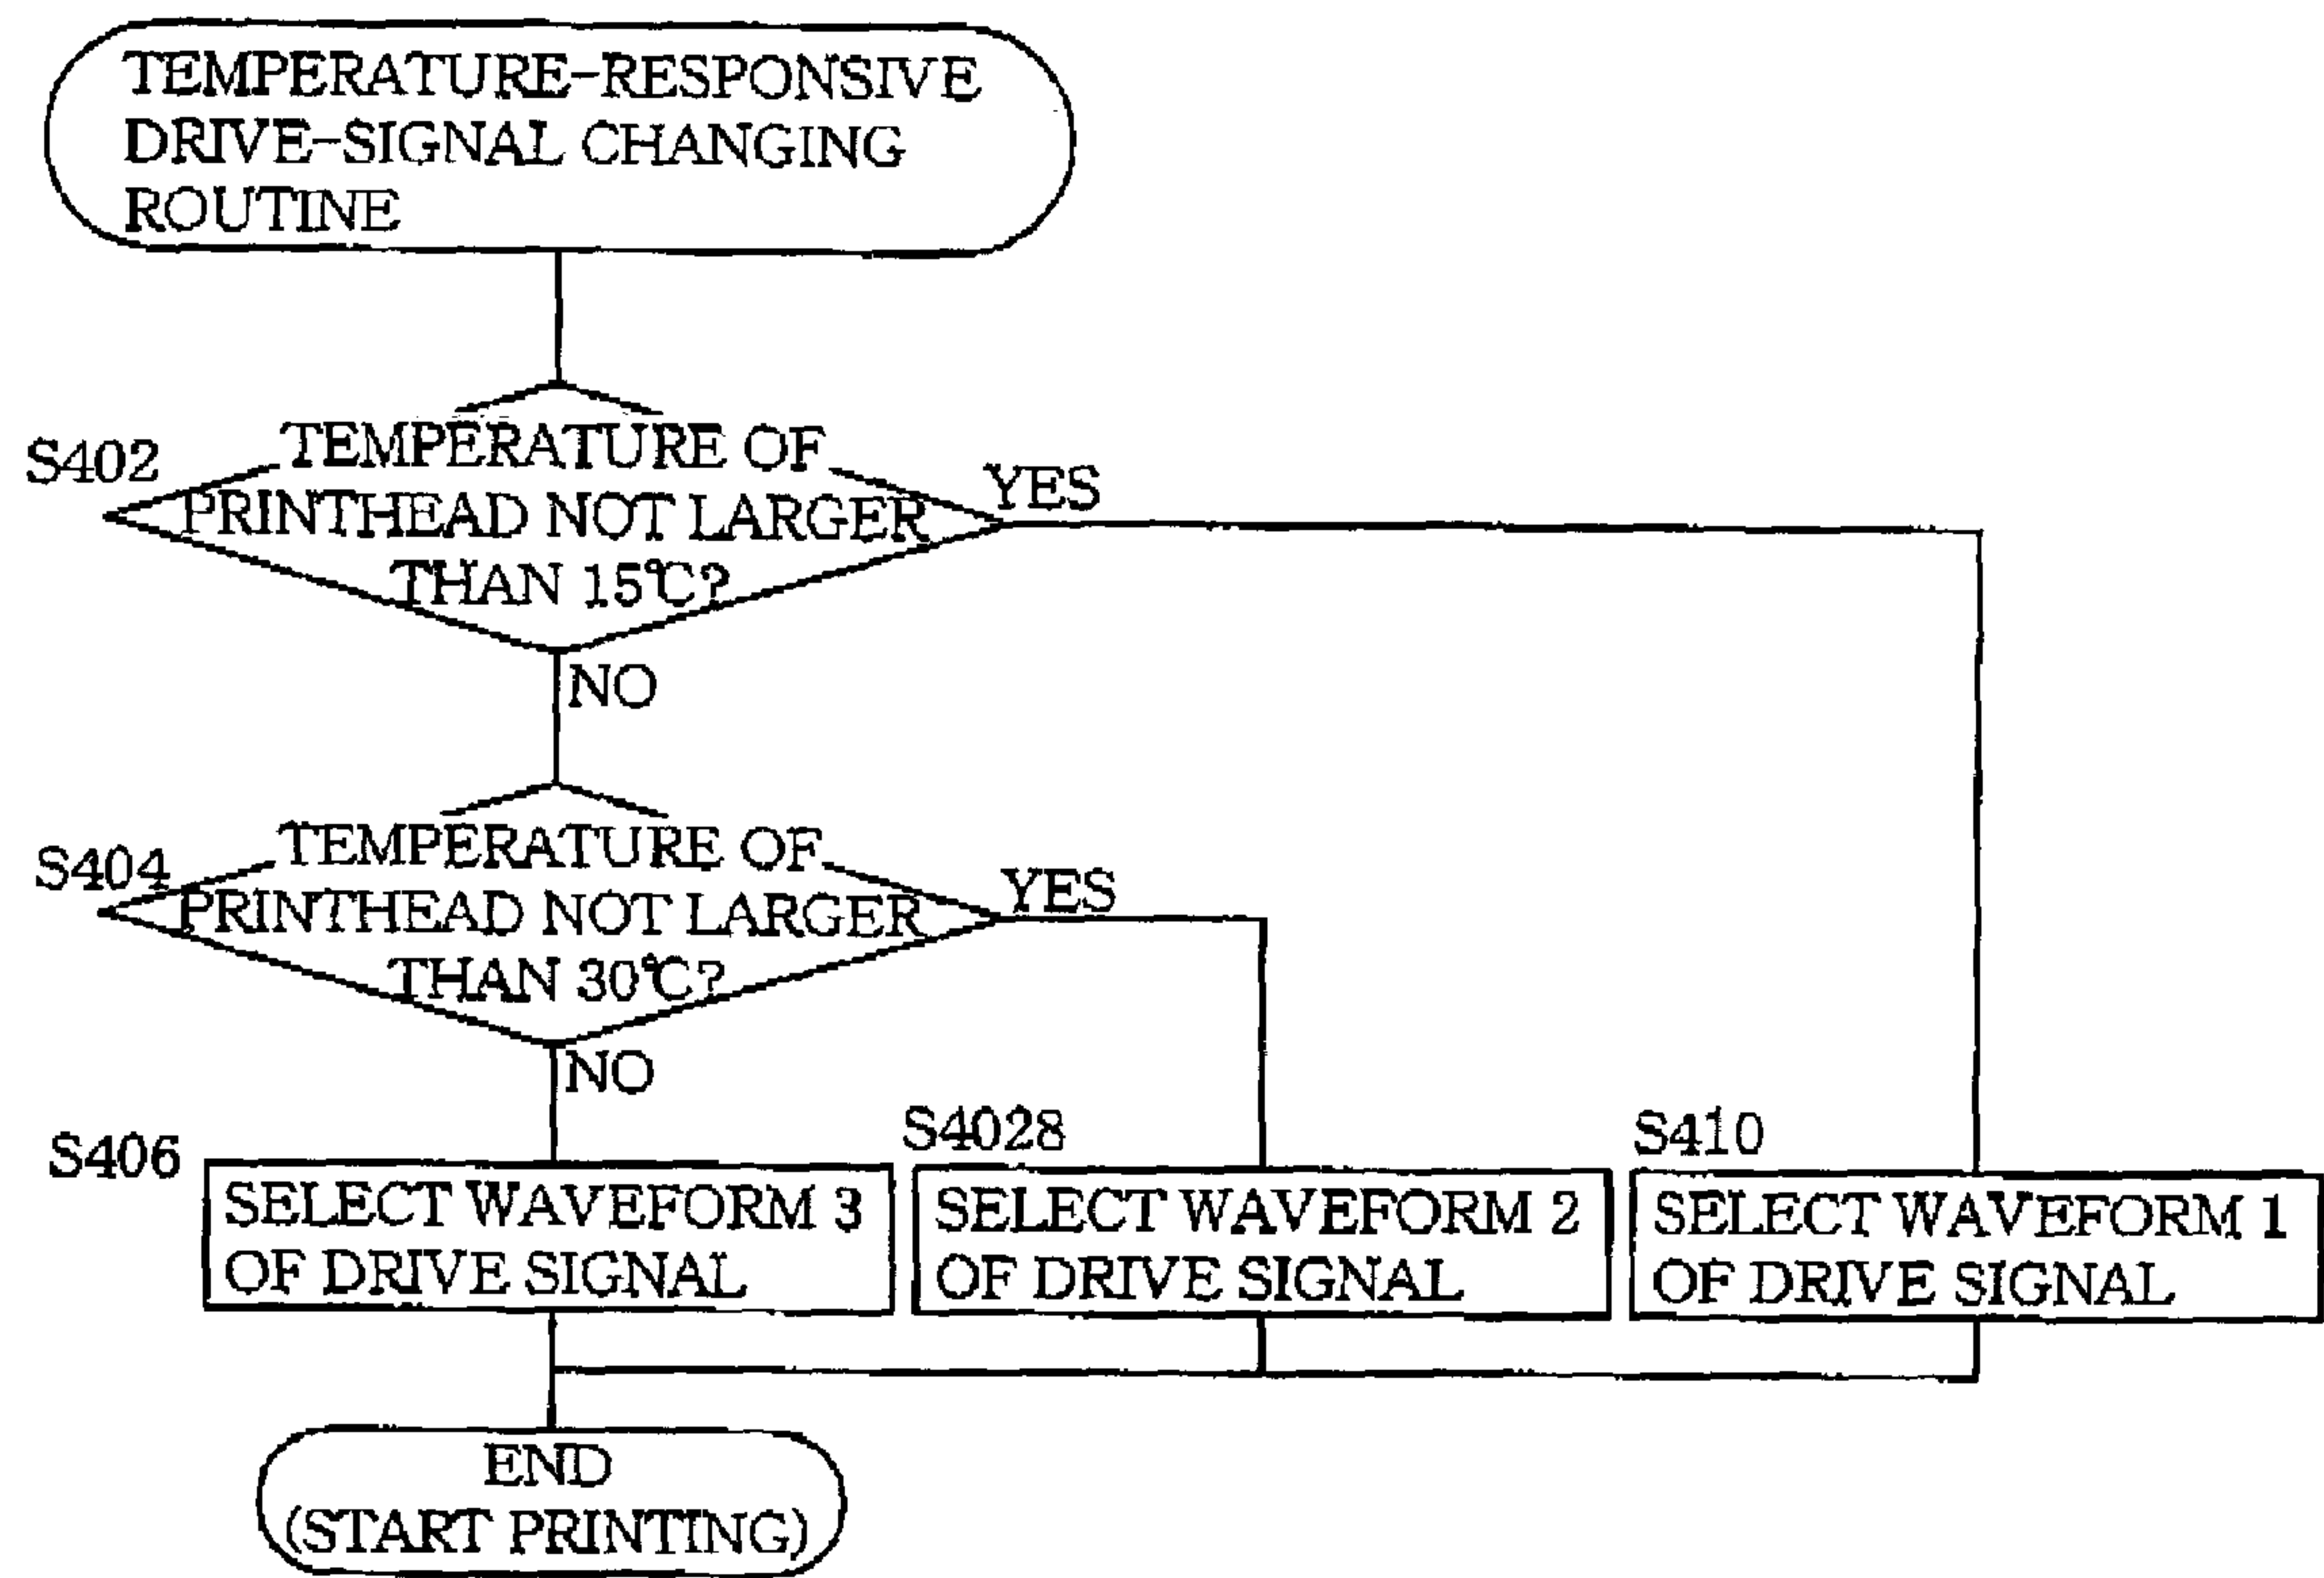 TEMPERATURE-RESPONSIVE
DRIVE-SIGNAL CHANGING
ROUTINE
S402
TEMPERATURE OF
PRINTHEAD NOT LARGER
THAN 15℃?
YES
NO
S404
TEMPERATURE OF
PRINTHEAD NOT LARGER
THAN 30℃?
YES
NO
S406
SELECT WAVEFORM 3
OF DRIVE SIGNAL
S4028
SELECT WAVEFORM 2
OF DRIVE SIGNAL
S410
SELECT WAVEFORM 1
OF DRIVE SIGNAL
END
(START PRINTING)